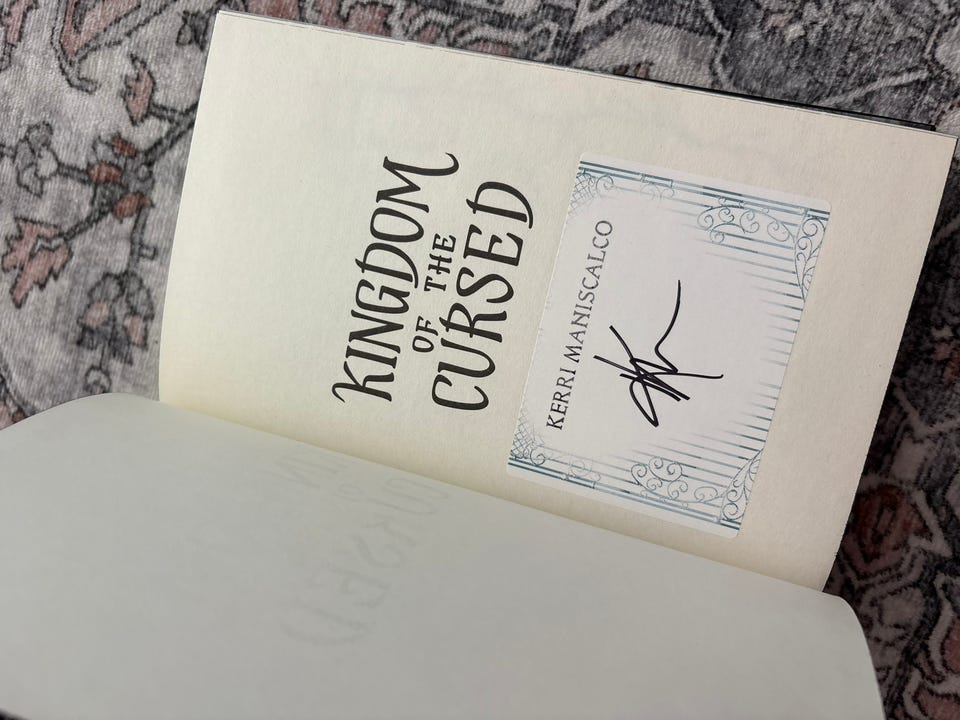 KINGDOM
OF THE
CURSED
KERRI MANISCALCO